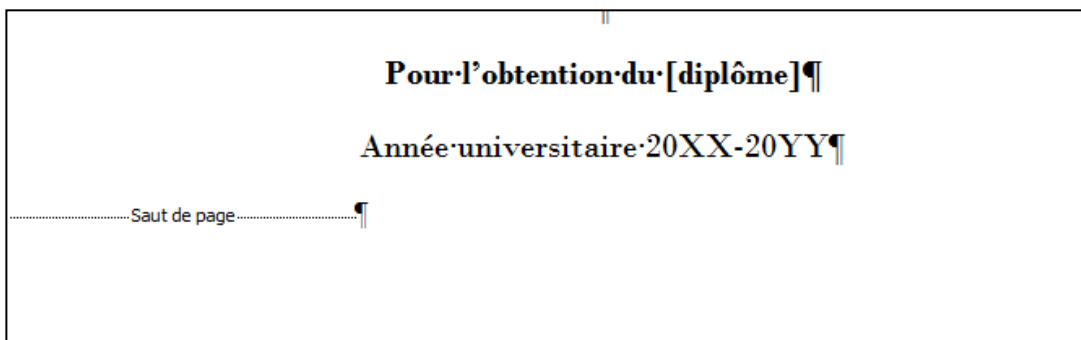 ¶
Pour·l’obtention·du·[diplôme]¶
Année·universitaire·20XX-20YY¶
Saut de page¶